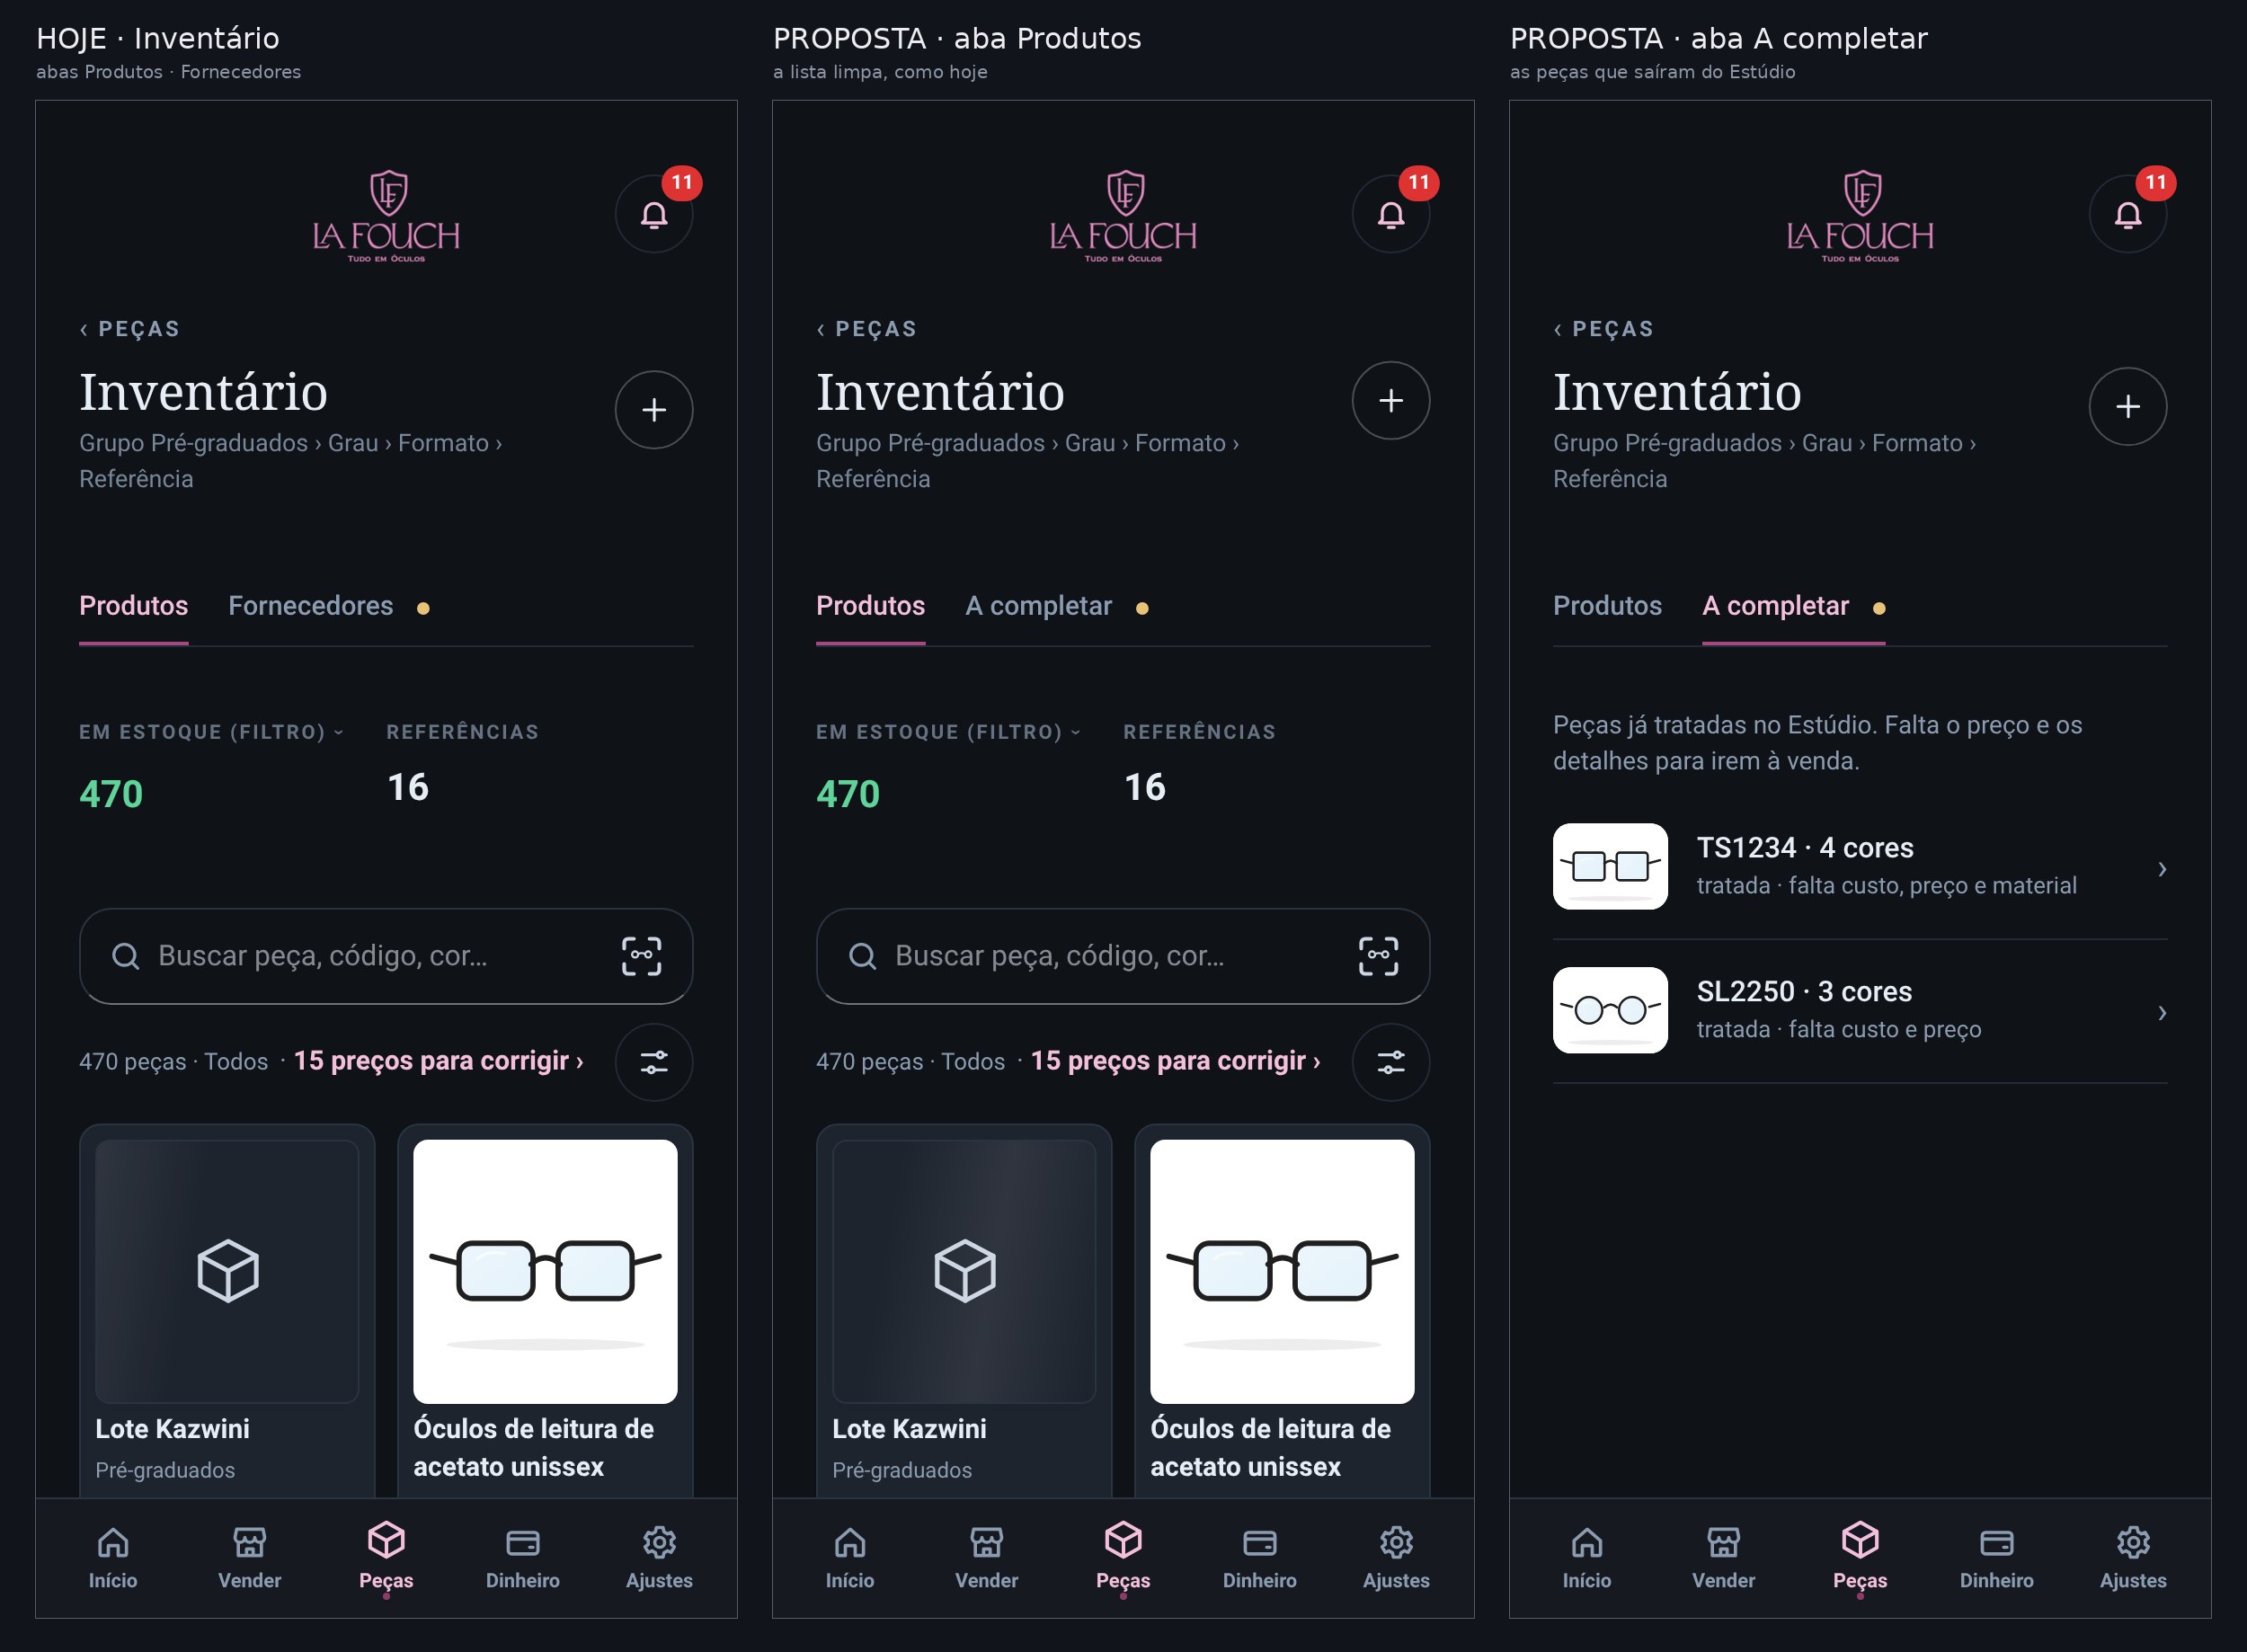 HOJE · Inventário
abas Produtos · Fornecedores
LF
LA FOUCH
Tudo em Óculos
11
‹ PEÇAS
Inventário
Grupo Pré-graduados › Grau › Formato ›
Referência
Produtos
Fornecedores
EM ESTOQUE (FILTRO)
REFERÊNCIAS
470
16
Buscar peça, código, cor…
470 peças · Todos · 15 preços para corrigir ›
Lote Kazwini
Pré-graduados
Óculos de leitura de
acetato unissex
Início
Vender
Peças
Dinheiro
Ajustes
PROPOSTA · aba Produtos
a lista limpa, como hoje
LF
LA FOUCH
Tudo em Óculos
11
‹ PEÇAS
Inventário
Grupo Pré-graduados › Grau › Formato ›
Referência
Produtos
A completar
EM ESTOQUE (FILTRO)
REFERÊNCIAS
470
16
Buscar peça, código, cor…
470 peças · Todos · 15 preços para corrigir ›
Lote Kazwini
Pré-graduados
Óculos de leitura de
acetato unissex
Início
Vender
Peças
Dinheiro
Ajustes
PROPOSTA · aba A completar
as peças que saíram do Estúdio
LF
LA FOUCH
Tudo em Óculos
11
‹ PEÇAS
Inventário
Grupo Pré-graduados › Grau › Formato ›
Referência
Produtos
A completar
Peças já tratadas no Estúdio. Falta o preço e os
detalhes para irem à venda.
TS1234 · 4 cores
tratada · falta custo, preço e material
›
SL2250 · 3 cores
tratada · falta custo e preço
›
Início
Vender
Peças
Dinheiro
Ajustes